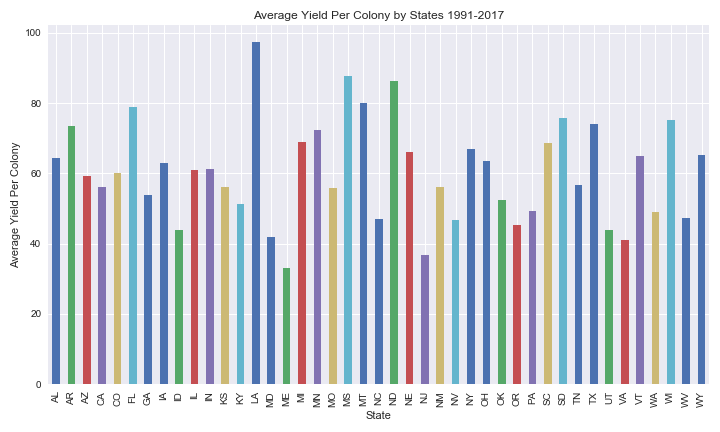 Average Yield Per Colony by States 1991-2017
Average Yield Per Colony
100
80
60
40
20
0
AL AR AZ CA CO FL GA IA ID IL IN KS KY LA MD ME MI MN MO MS MT NC ND NE NJ NM NV NY OH OK OR PA SC SD TN TX UT VA VT WA WI WV WY
State